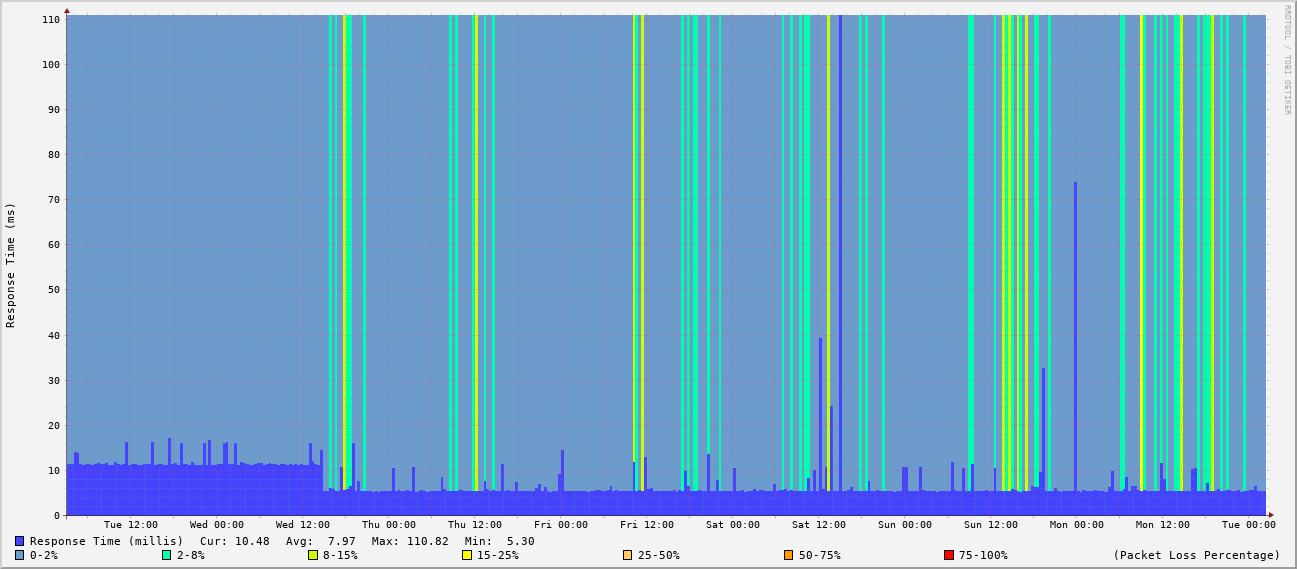 RRDTOOL / TOBI OETIKER
Response Time (ms)
110
100
90
80
70
60
50
40
30
20
10
0
Tue 12:00 Wed 00:00 Wed 12:00 Thu 00:00 Thu 12:00 Fri 00:00 Fri 12:00 Sat 00:00 Sat 12:00 Sun 00:00 Sun 12:00 Mon 00:00 Mon 12:00 Tue 00:00
Response Time (millis) Cur: 10.48 Avg: 7.97 Max: 110.82 Min: 5.30
0-2% 2-8% 8-15% 15-25% 25-50% 50-75% 75-100% (Packet Loss Percentage)